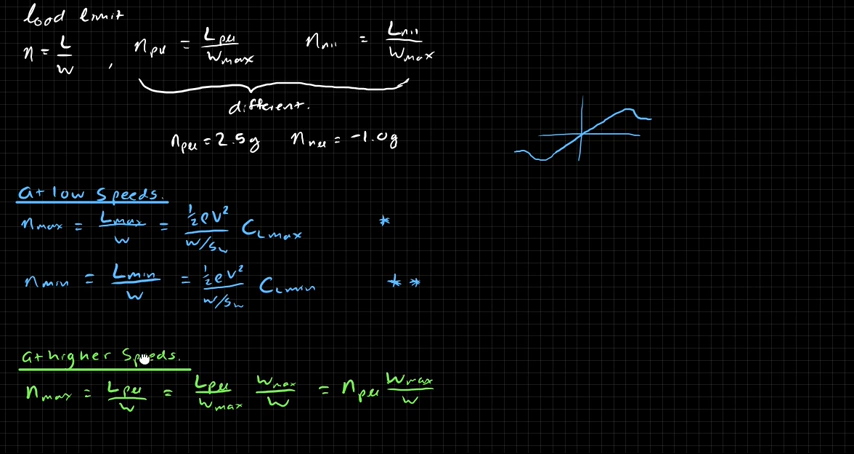 load limit
n = L/W , n_pll = L_pll/W_max n_nll = L_nll/W_max
different.
n_pll = 2.5g n_nll = -1.0g
at low speeds.
n_max = L_max/W = ½ρV²/(W/S_w) C_Lmax *
n_min = L_min/W = ½ρV²/(W/S_w) C_Lmin **
at higher speeds.
n_max = L_pll/W = L_pll/W_max W_max/W = n_pll W_max/W